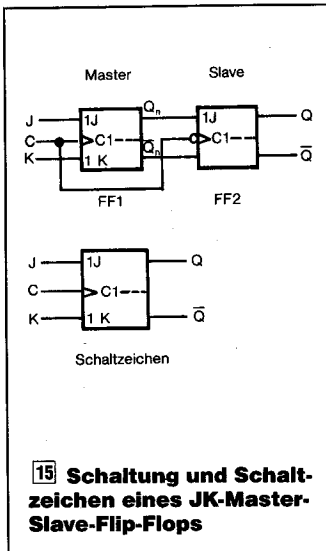 Master Slave
J 1J Qn 1J Q
C C1 C1
K 1 K Q̅n Q̅
FF1 FF2
J 1J Q
C C1
K 1 K Q̅
Schaltzeichen
15 Schaltung und Schalt-
zeichen eines JK-Master-
Slave-Flip-Flops